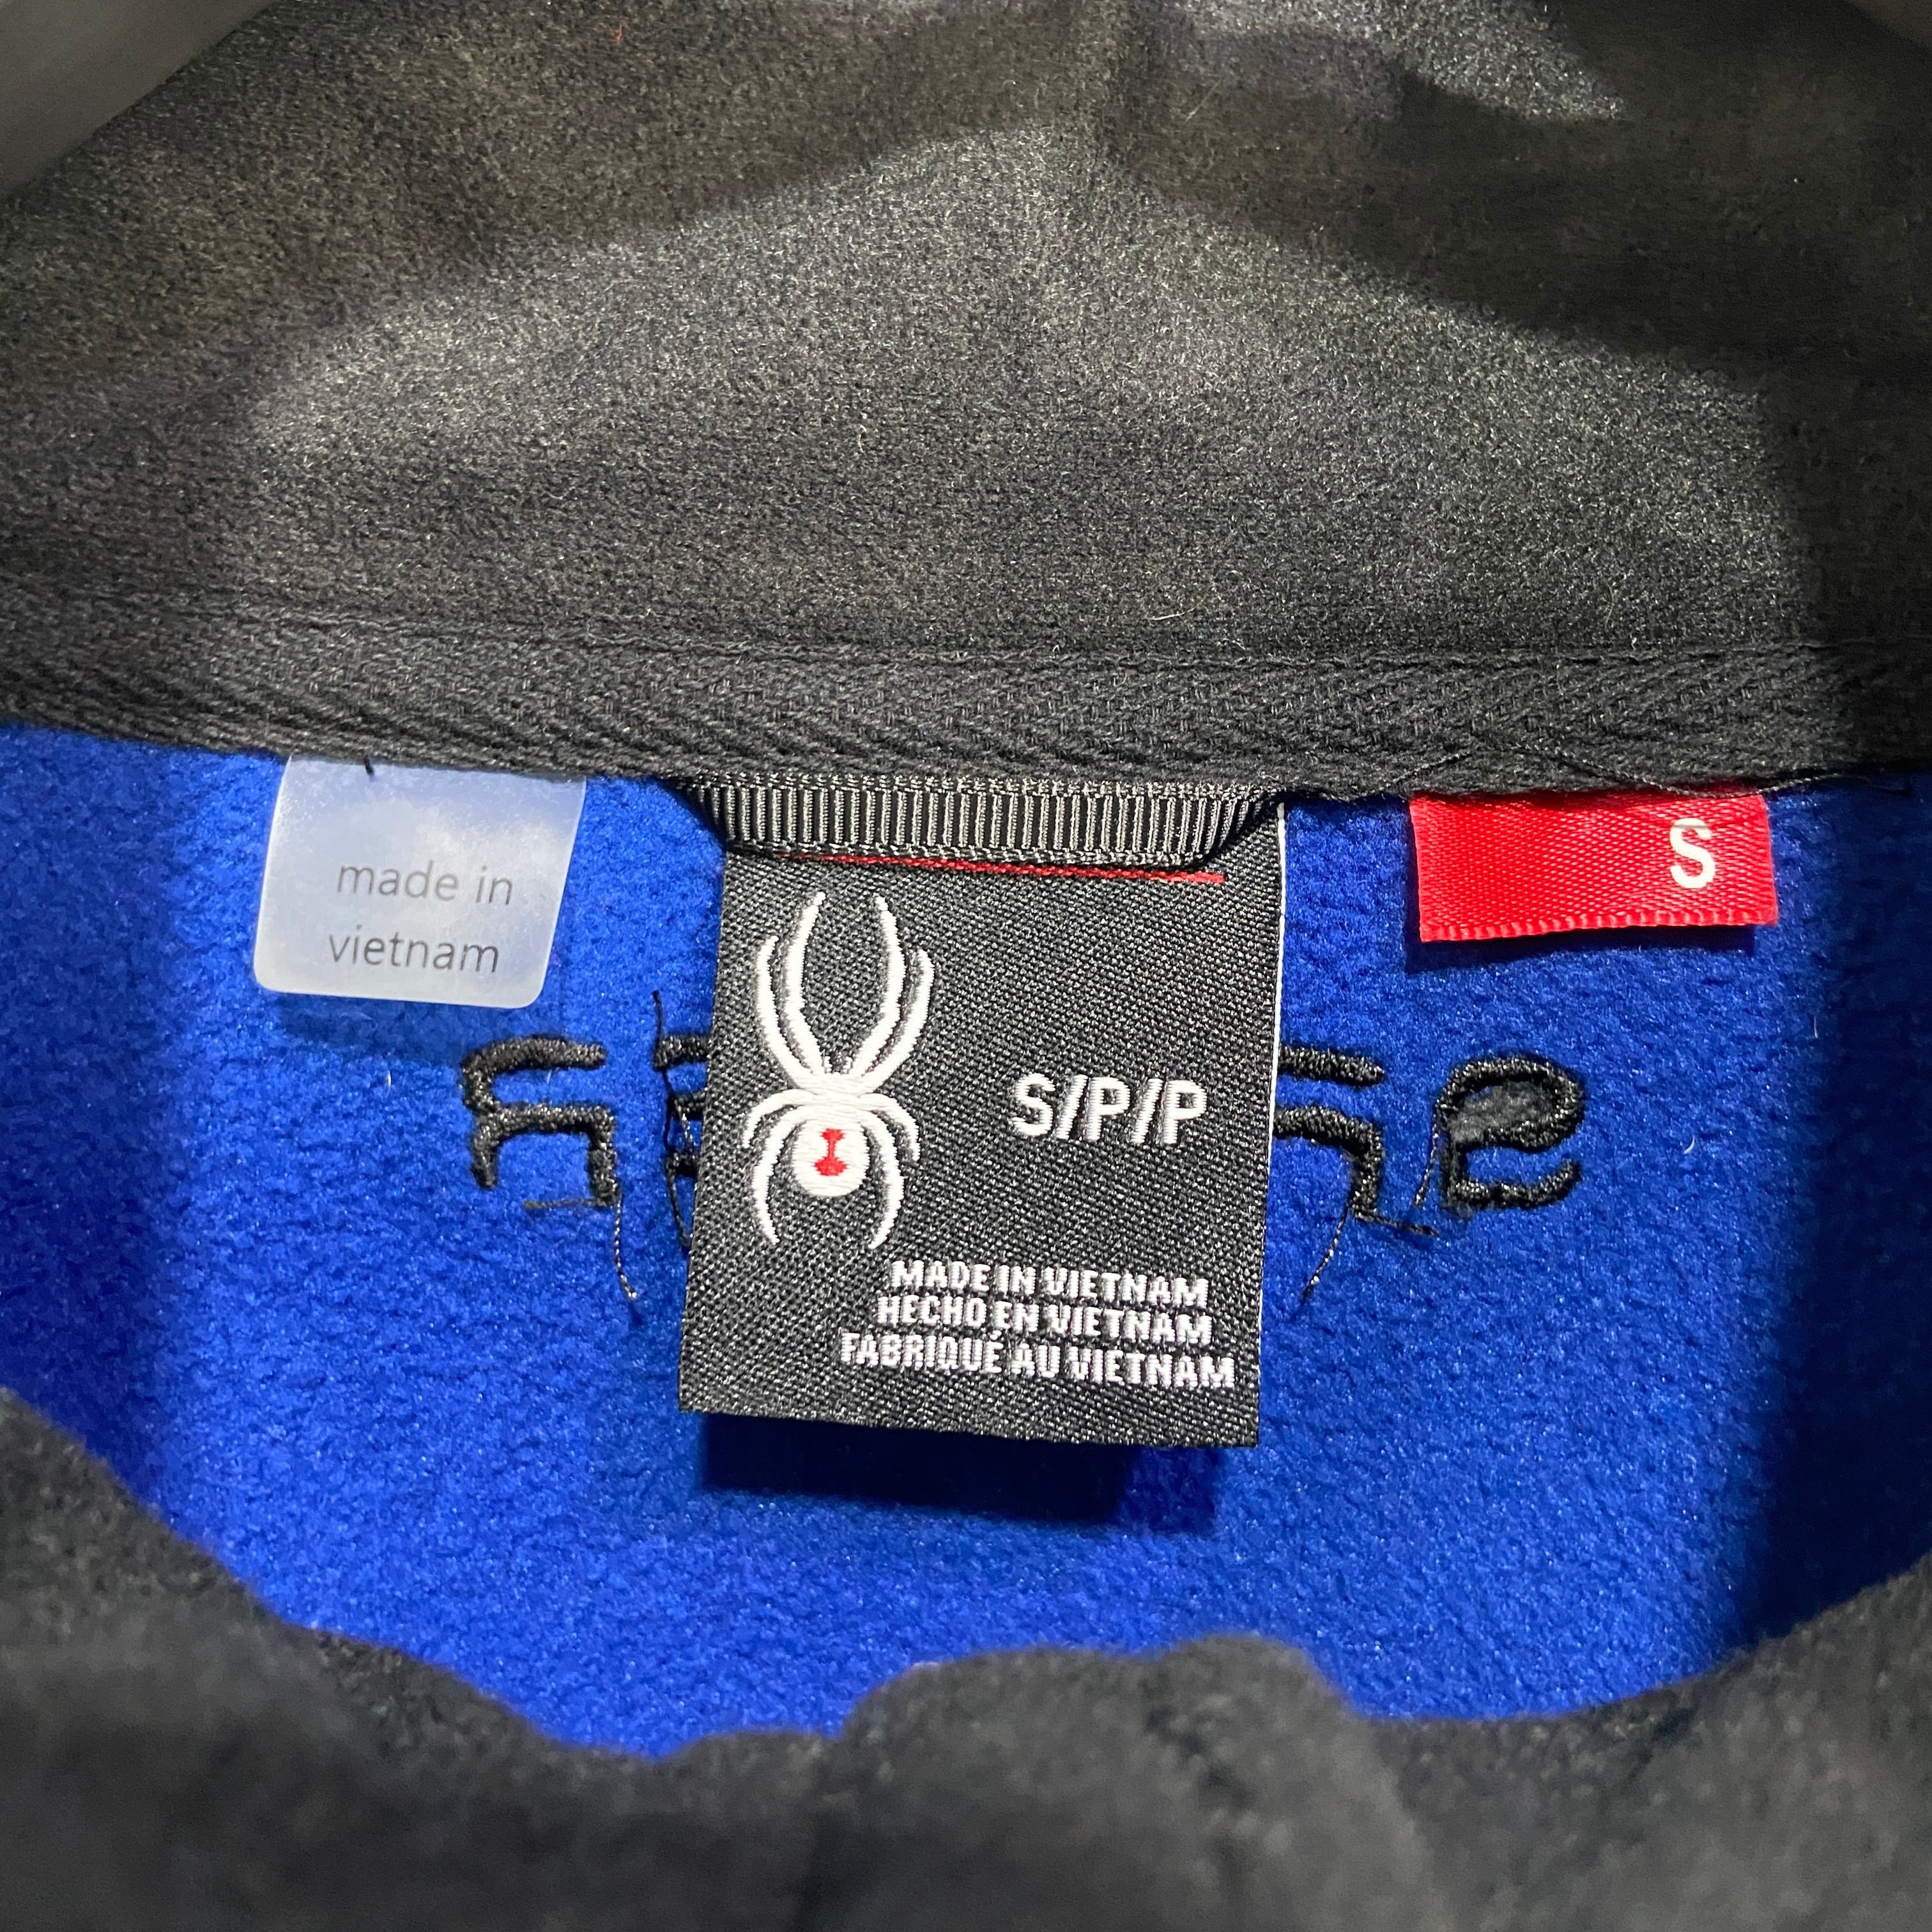 made in
vietnam
S
S/P/P
MADE IN VIETNAM
HECHO EN VIETNAM
FABRIQUÉ AU VIETNAM